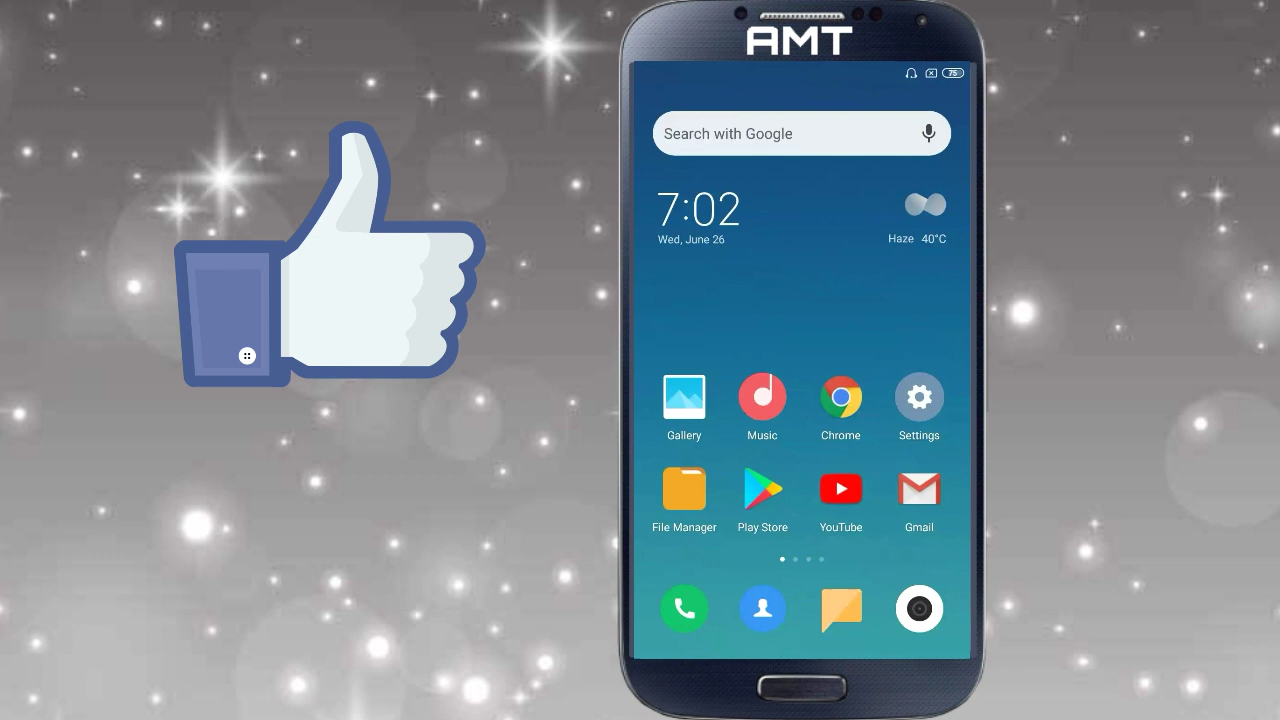 AMT
75
Search with Google
7:02
Wed, June 26
Haze 40°C
Gallery Music Chrome Settings
File Manager Play Store YouTube Gmail